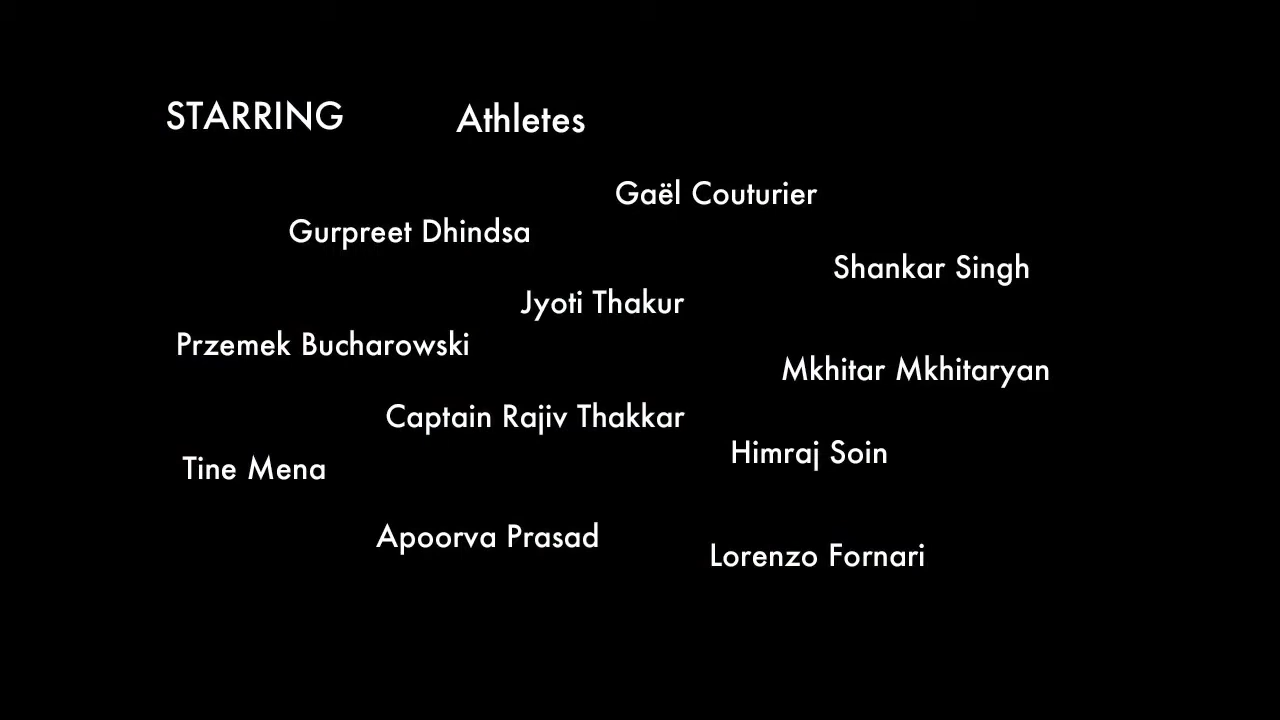 STARRING Athletes
Gaël Couturier
Gurpreet Dhindsa
Shankar Singh
Jyoti Thakur
Przemek Bucharowski
Mkhitar Mkhitaryan
Captain Rajiv Thakkar
Himraj Soin
Tine Mena
Apoorva Prasad
Lorenzo Fornari